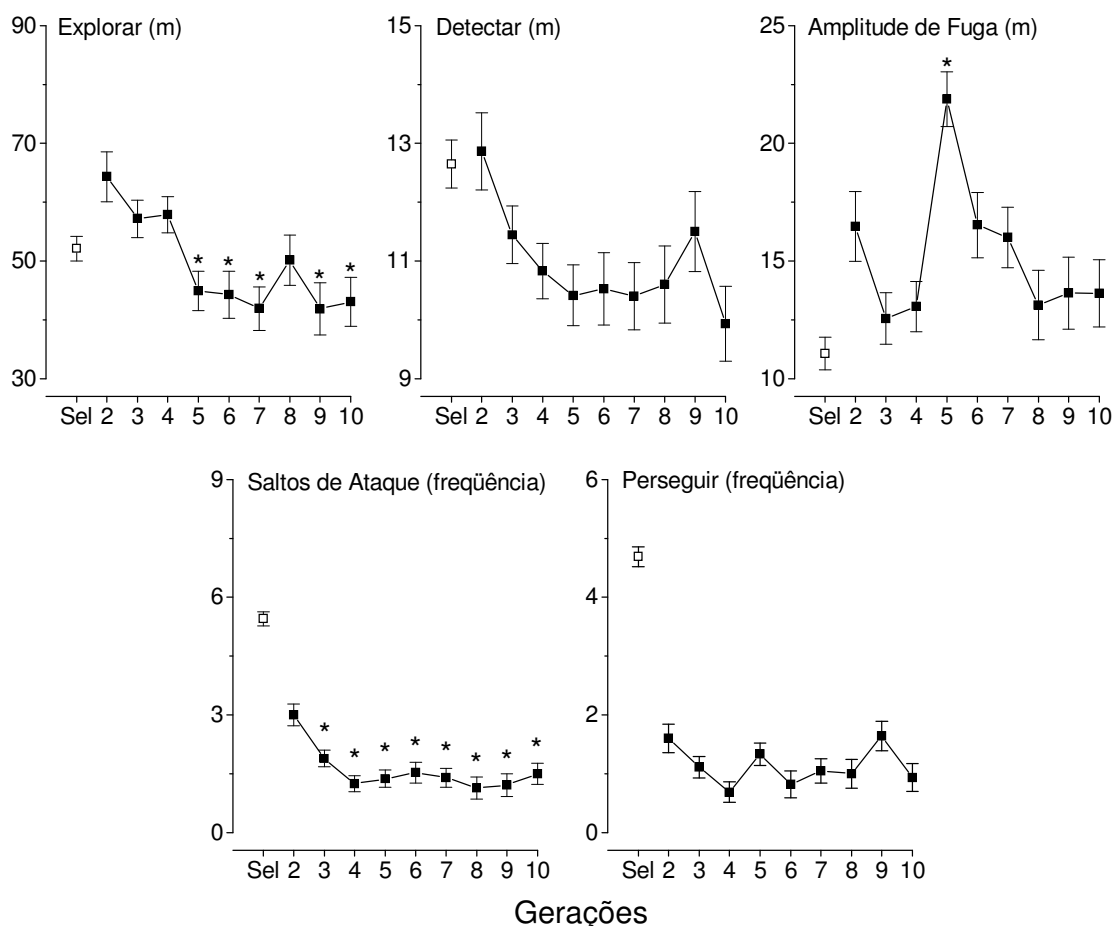 Explorar (m)
90
70
50
30
Sel 2 3 4 5 6 7 8 9 10
* * * * *
Detectar (m)
15
13
11
9
Sel 2 3 4 5 6 7 8 9 10
Amplitude de Fuga (m)
25
20
15
10
Sel 2 3 4 5 6 7 8 9 10
*
Saltos de Ataque (freqüência)
9
6
3
0
Sel 2 3 4 5 6 7 8 9 10
* * * * * * * *
Perseguir (freqüência)
6
4
2
0
Sel 2 3 4 5 6 7 8 9 10
Gerações